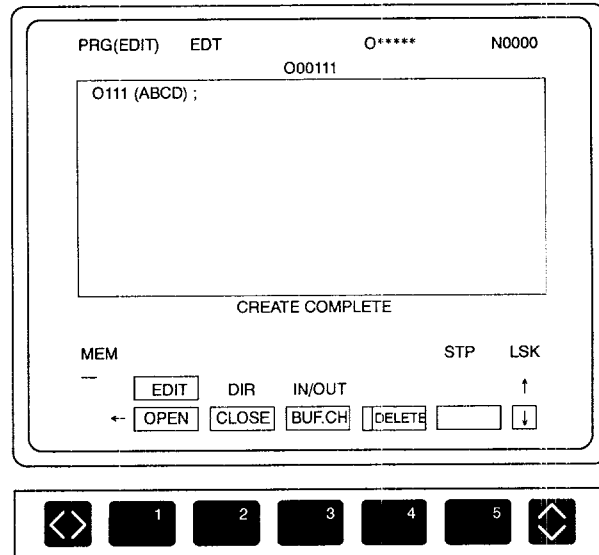 PRG(EDIT) EDT O***** N0000
O00111
O111 (ABCD) ;
CREATE COMPLETE
MEM STP LSK
EDIT DIR IN/OUT ↑
← OPEN CLOSE BUF.CH DELETE ↓
1 2 3 4 5